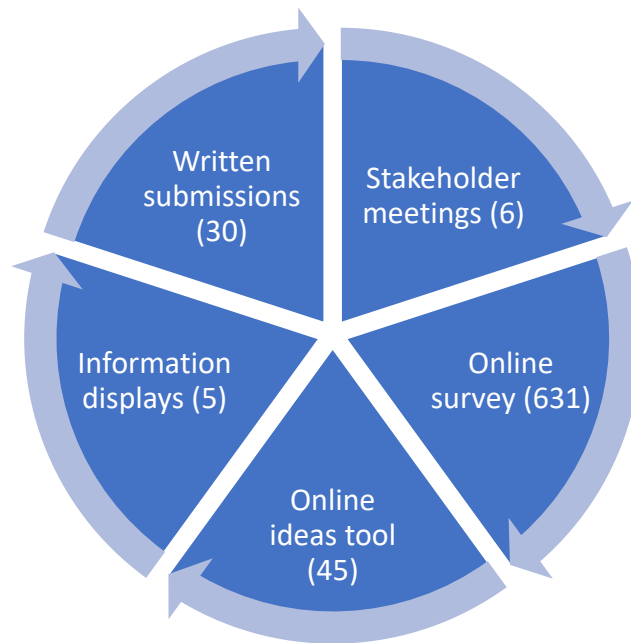 Written
submissions
(30)
Stakeholder
meetings (6)
Online
survey (631)
Online
ideas tool
(45)
Information
displays (5)